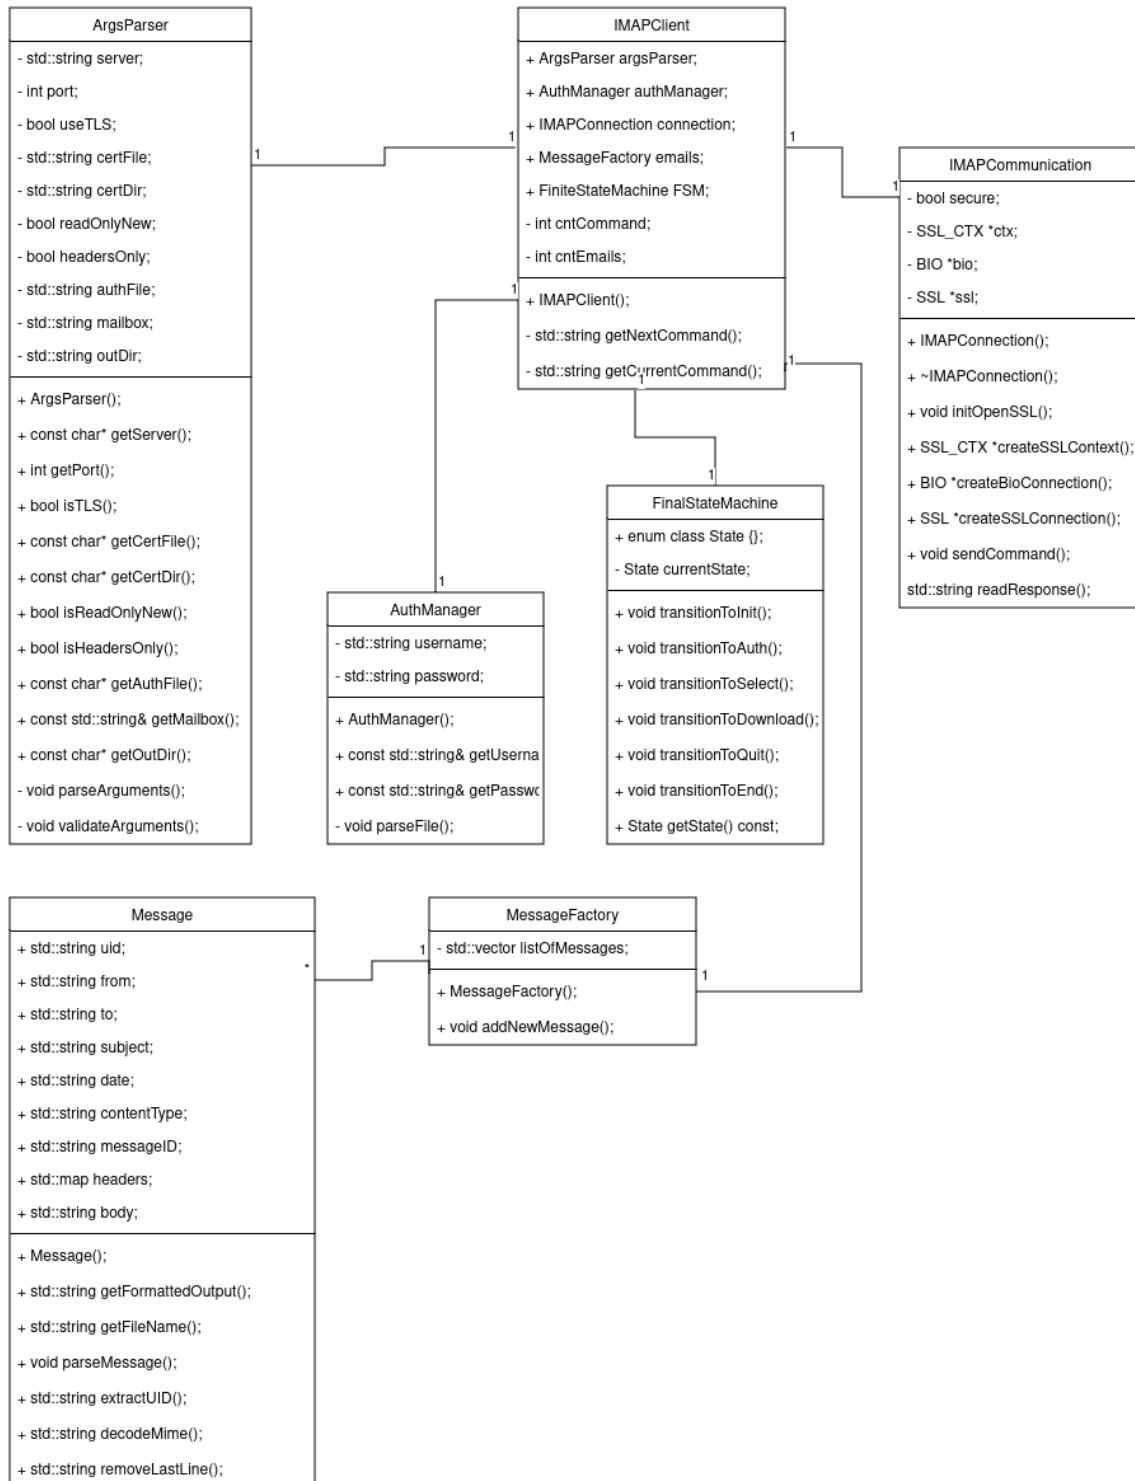 ArgsParser
- std::string server;
- int port;
- bool useTLS;
- std::string certFile;
- std::string certDir;
- bool readOnlyNew;
- bool headersOnly;
- std::string authFile;
- std::string mailbox;
- std::string outDir;
+ ArgsParser();
+ const char* getServer();
+ int getPort();
+ bool isTLS();
+ const char* getCertFile();
+ const char* getCertDir();
+ bool isReadOnlyNew();
+ bool isHeadersOnly();
+ const char* getAuthFile();
+ const std::string& getMailbox();
+ const char* getOutDir();
- void parseArguments();
- void validateArguments();
1
1
IMAPClient
+ ArgsParser argsParser;
+ AuthManager authManager;
+ IMAPConnection connection;
+ MessageFactory emails;
+ FiniteStateMachine FSM;
- int cntCommand;
- int cntEmails;
+ IMAPClient();
- std::string getNextCommand();
- std::string getCurrentCommand();
1
1
IMAPCommunication
- bool secure;
- SSL_CTX *ctx;
- BIO *bio;
- SSL *ssl;
+ IMAPConnection();
+ ~IMAPConnection();
+ void initOpenSSL();
+ SSL_CTX *createSSLContext();
+ BIO *createBioConnection();
+ SSL *createSSLConnection();
+ void sendCommand();
std::string readResponse();
1
1
AuthManager
- std::string username;
- std::string password;
+ AuthManager();
+ const std::string& getUserna
+ const std::string& getPasswo
- void parseFile();
1
1
FinalStateMachine
+ enum class State {};
- State currentState;
+ void transitionToInit();
+ void transitionToAuth();
+ void transitionToSelect();
+ void transitionToDownload();
+ void transitionToQuit();
+ void transitionToEnd();
+ State getState() const;
1
1
Message
+ std::string uid;
+ std::string from;
+ std::string to;
+ std::string subject;
+ std::string date;
+ std::string contentType;
+ std::string messageID;
+ std::map headers;
+ std::string body;
+ Message();
+ std::string getFormattedOutput();
+ std::string getFileName();
+ void parseMessage();
+ std::string extractUID();
+ std::string decodeMime();
+ std::string removeLastLine();
*
1
MessageFactory
- std::vector listOfMessages;
+ MessageFactory();
+ void addNewMessage();